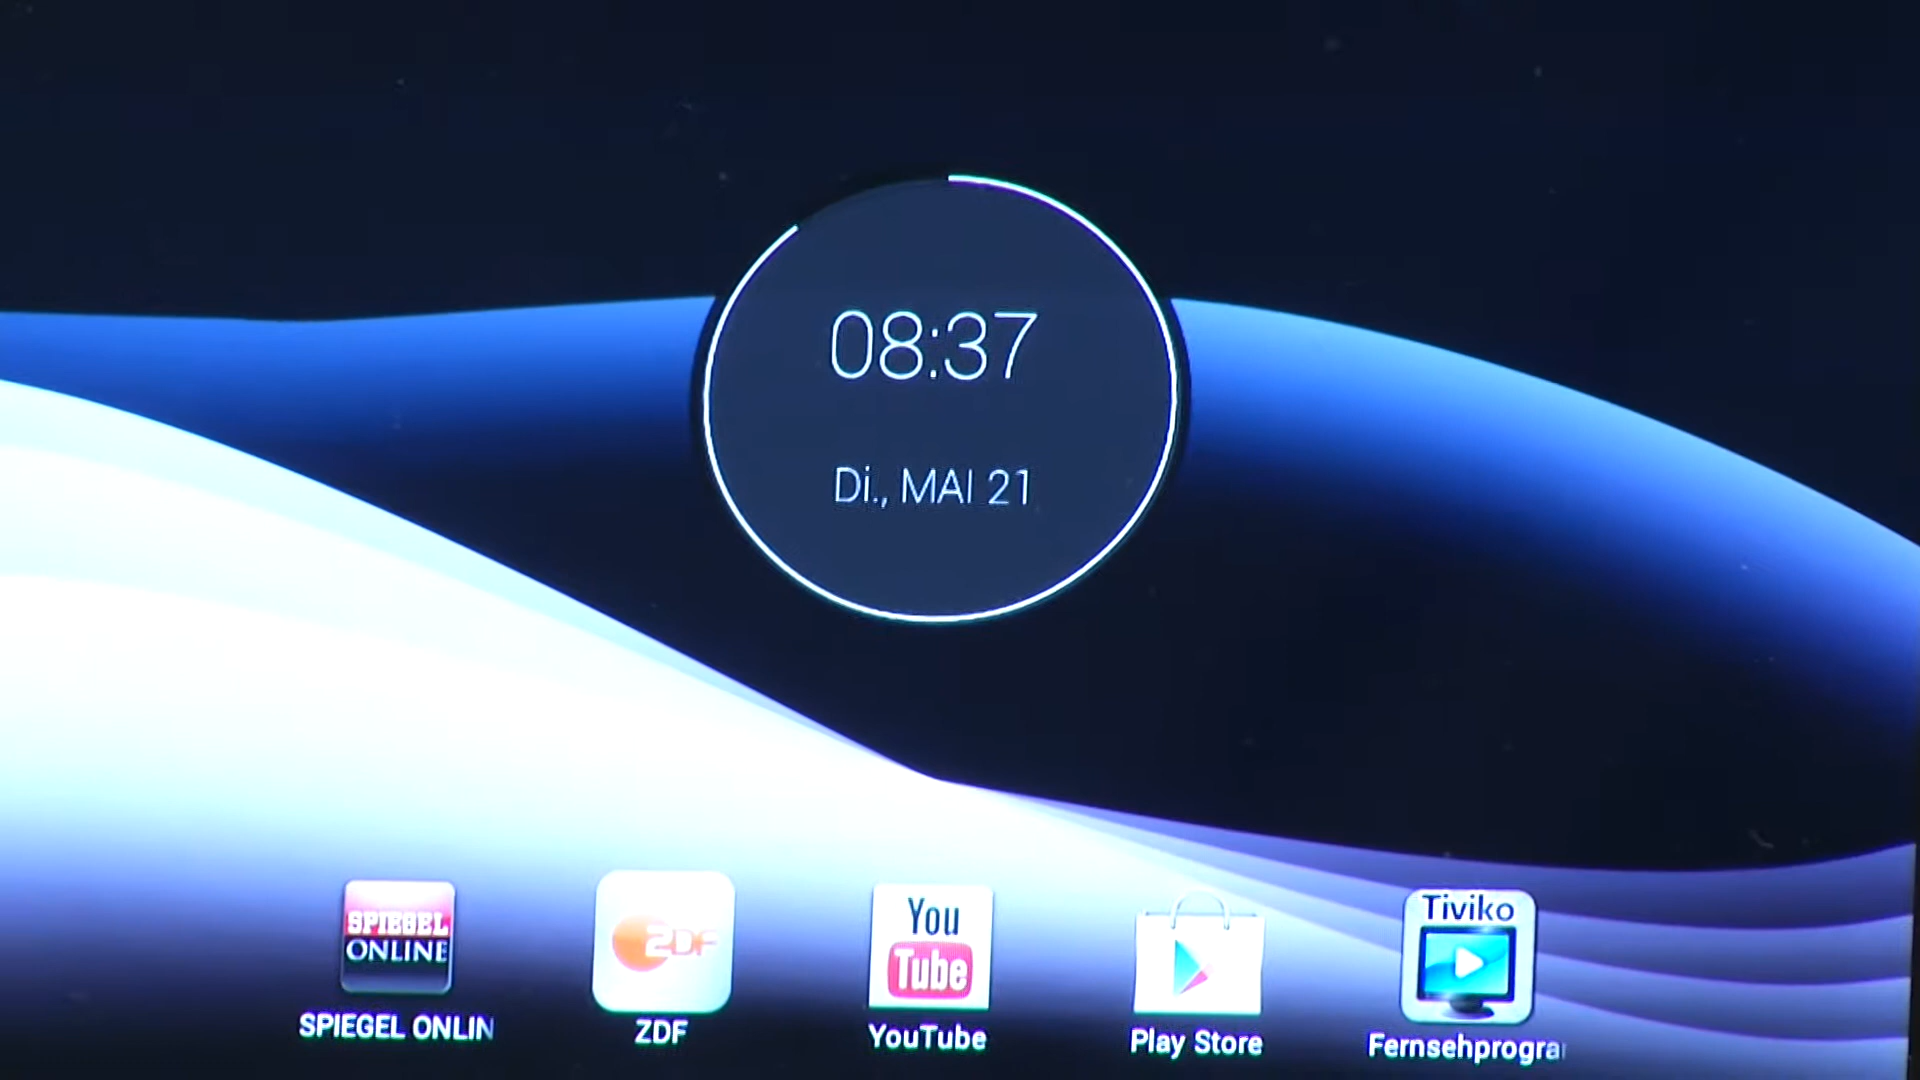 08:37
Di., MAI 21
SPIEGEL
ONLINE
ZDF
You
Tube
Tiviko
SPIEGEL ONLIN
ZDF
YouTube
Play Store
Fernsehprogra